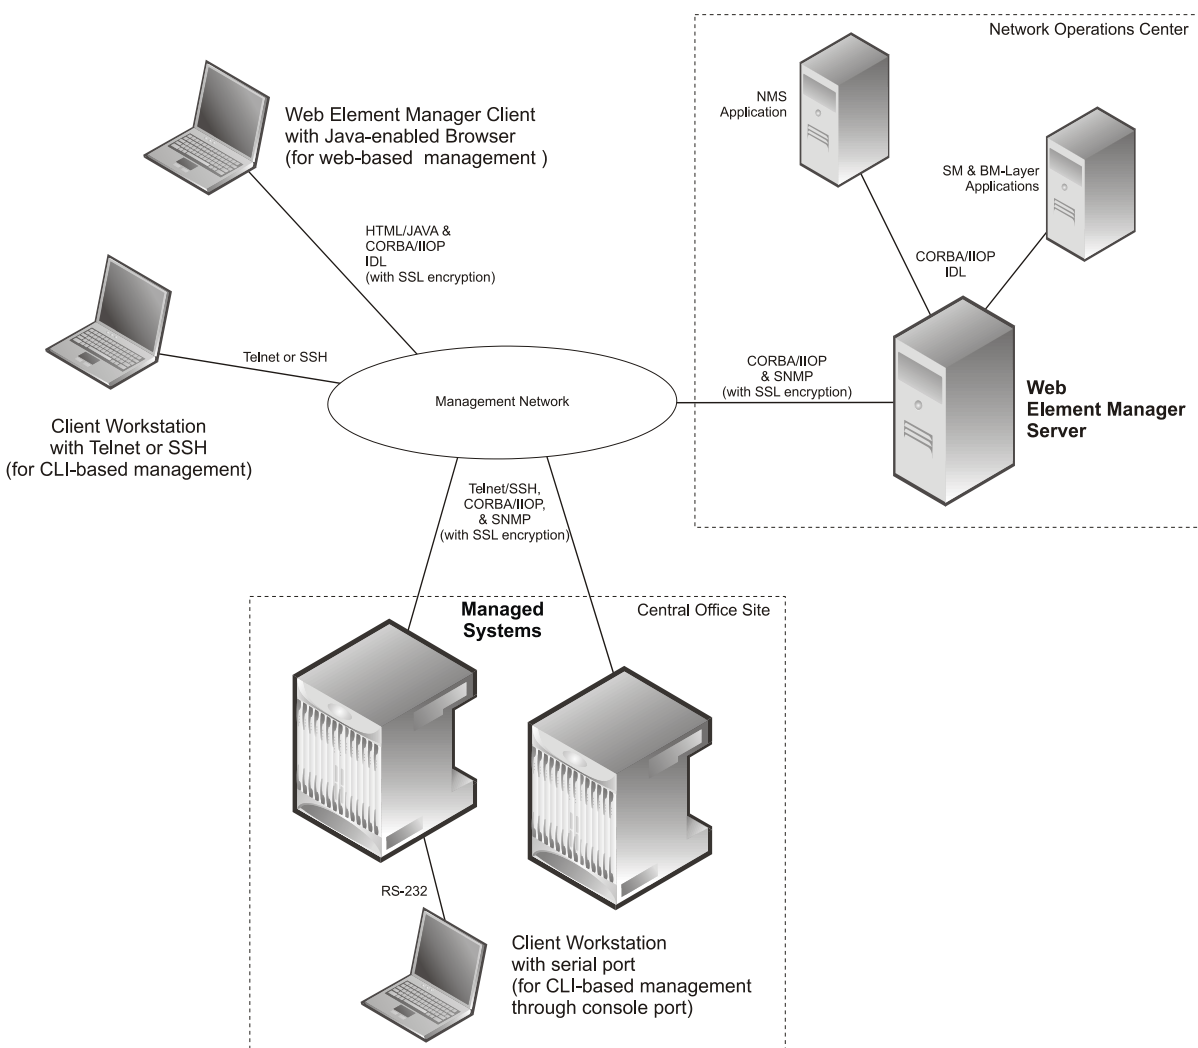 Network Operations Center
NMS
Application
SM & BM-Layer
Applications
CORBA/IIOP
IDL
Web Element Manager Client
with Java-enabled Browser
(for web-based management )
HTML/JAVA &
CORBA/IIOP
IDL
(with SSL encryption)
Telnet or SSH
Client Workstation
with Telnet or SSH
(for CLI-based management)
Management Network
CORBA/IIOP
& SNMP
(with SSL encryption)
Web
Element Manager
Server
Telnet/SSH,
CORBA/IIOP,
& SNMP
(with SSL encryption)
Managed
Systems
Central Office Site
RS-232
Client Workstation
with serial port
(for CLI-based management
through console port)